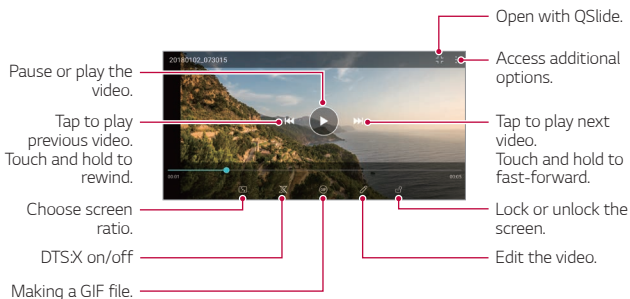 Open with QSlide.
20180102_073015
Access additional
options.
Pause or play the
video.
Tap to play
previous video.
Touch and hold to
rewind.
Tap to play next
video.
Touch and hold to
fast-forward.
00:01
GIF
Choose screen
ratio.
Lock or unlock the
screen.
DTS:X on/off
Edit the video.
Making a GIF file.